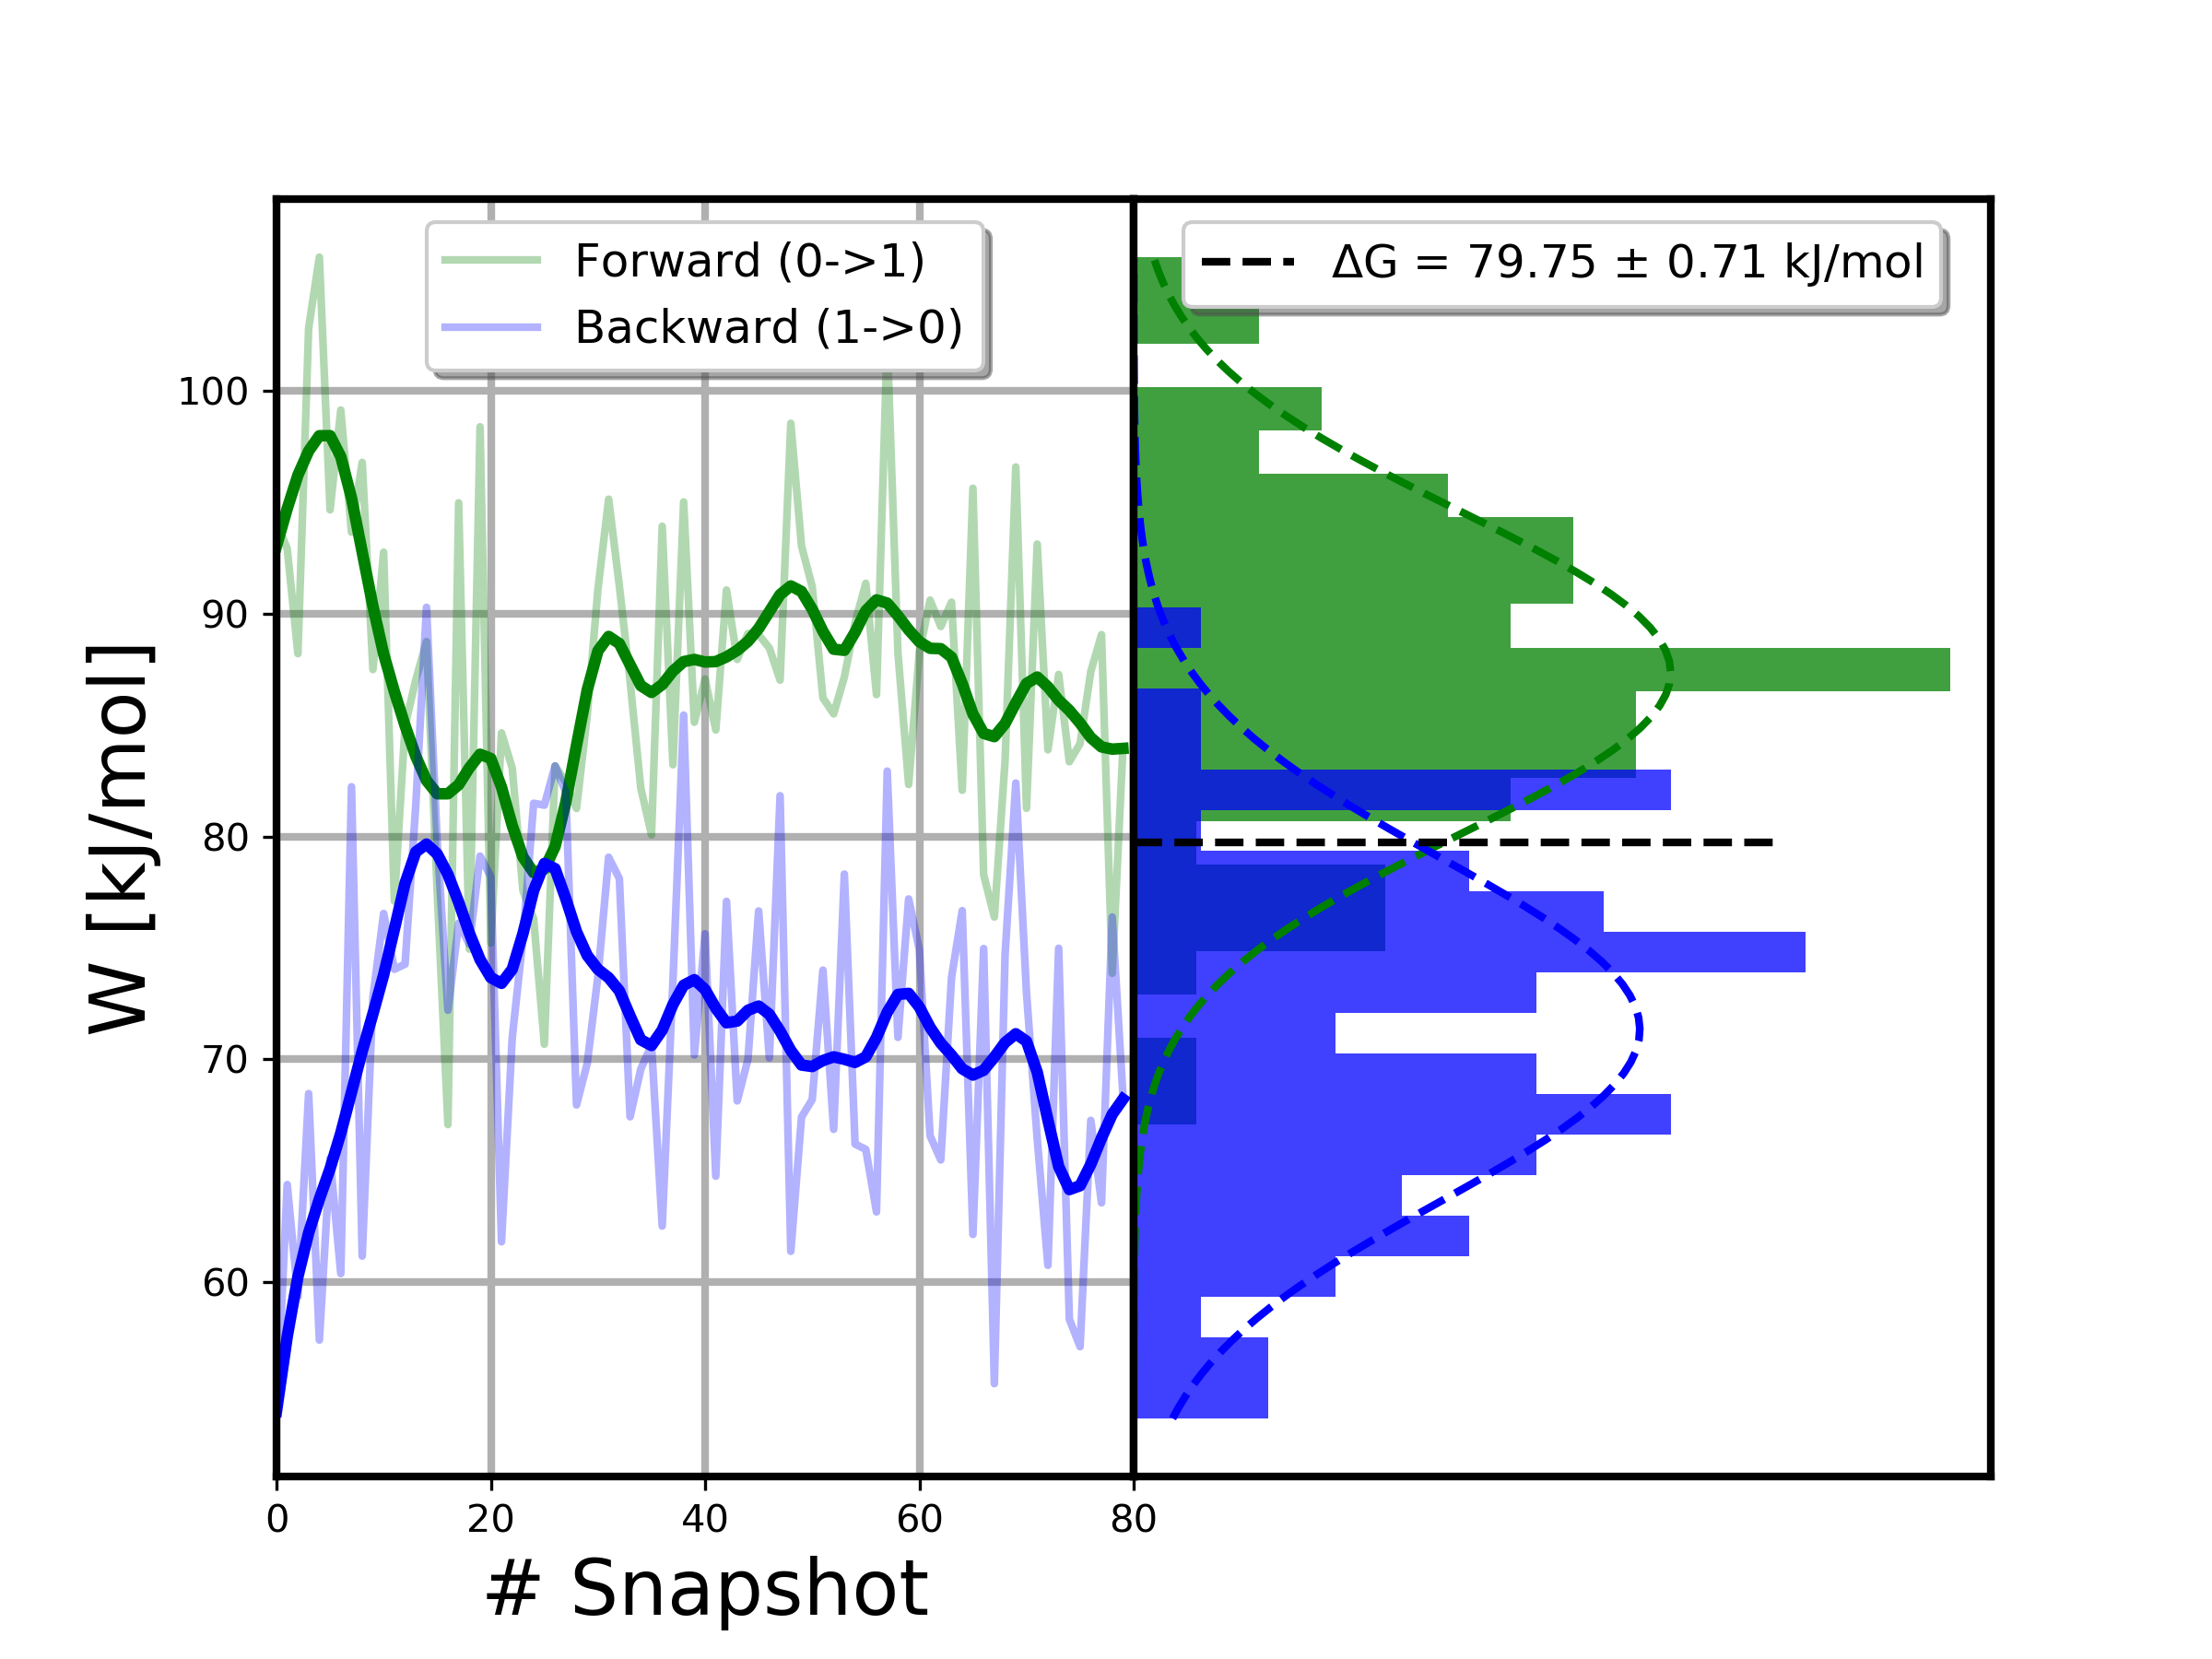 Forward (0->1)
Backward (1->0)
ΔG = 79.75 ± 0.71 kJ/mol
W [kJ/mol]
100
90
80
70
60
0
20
40
60
80
# Snapshot